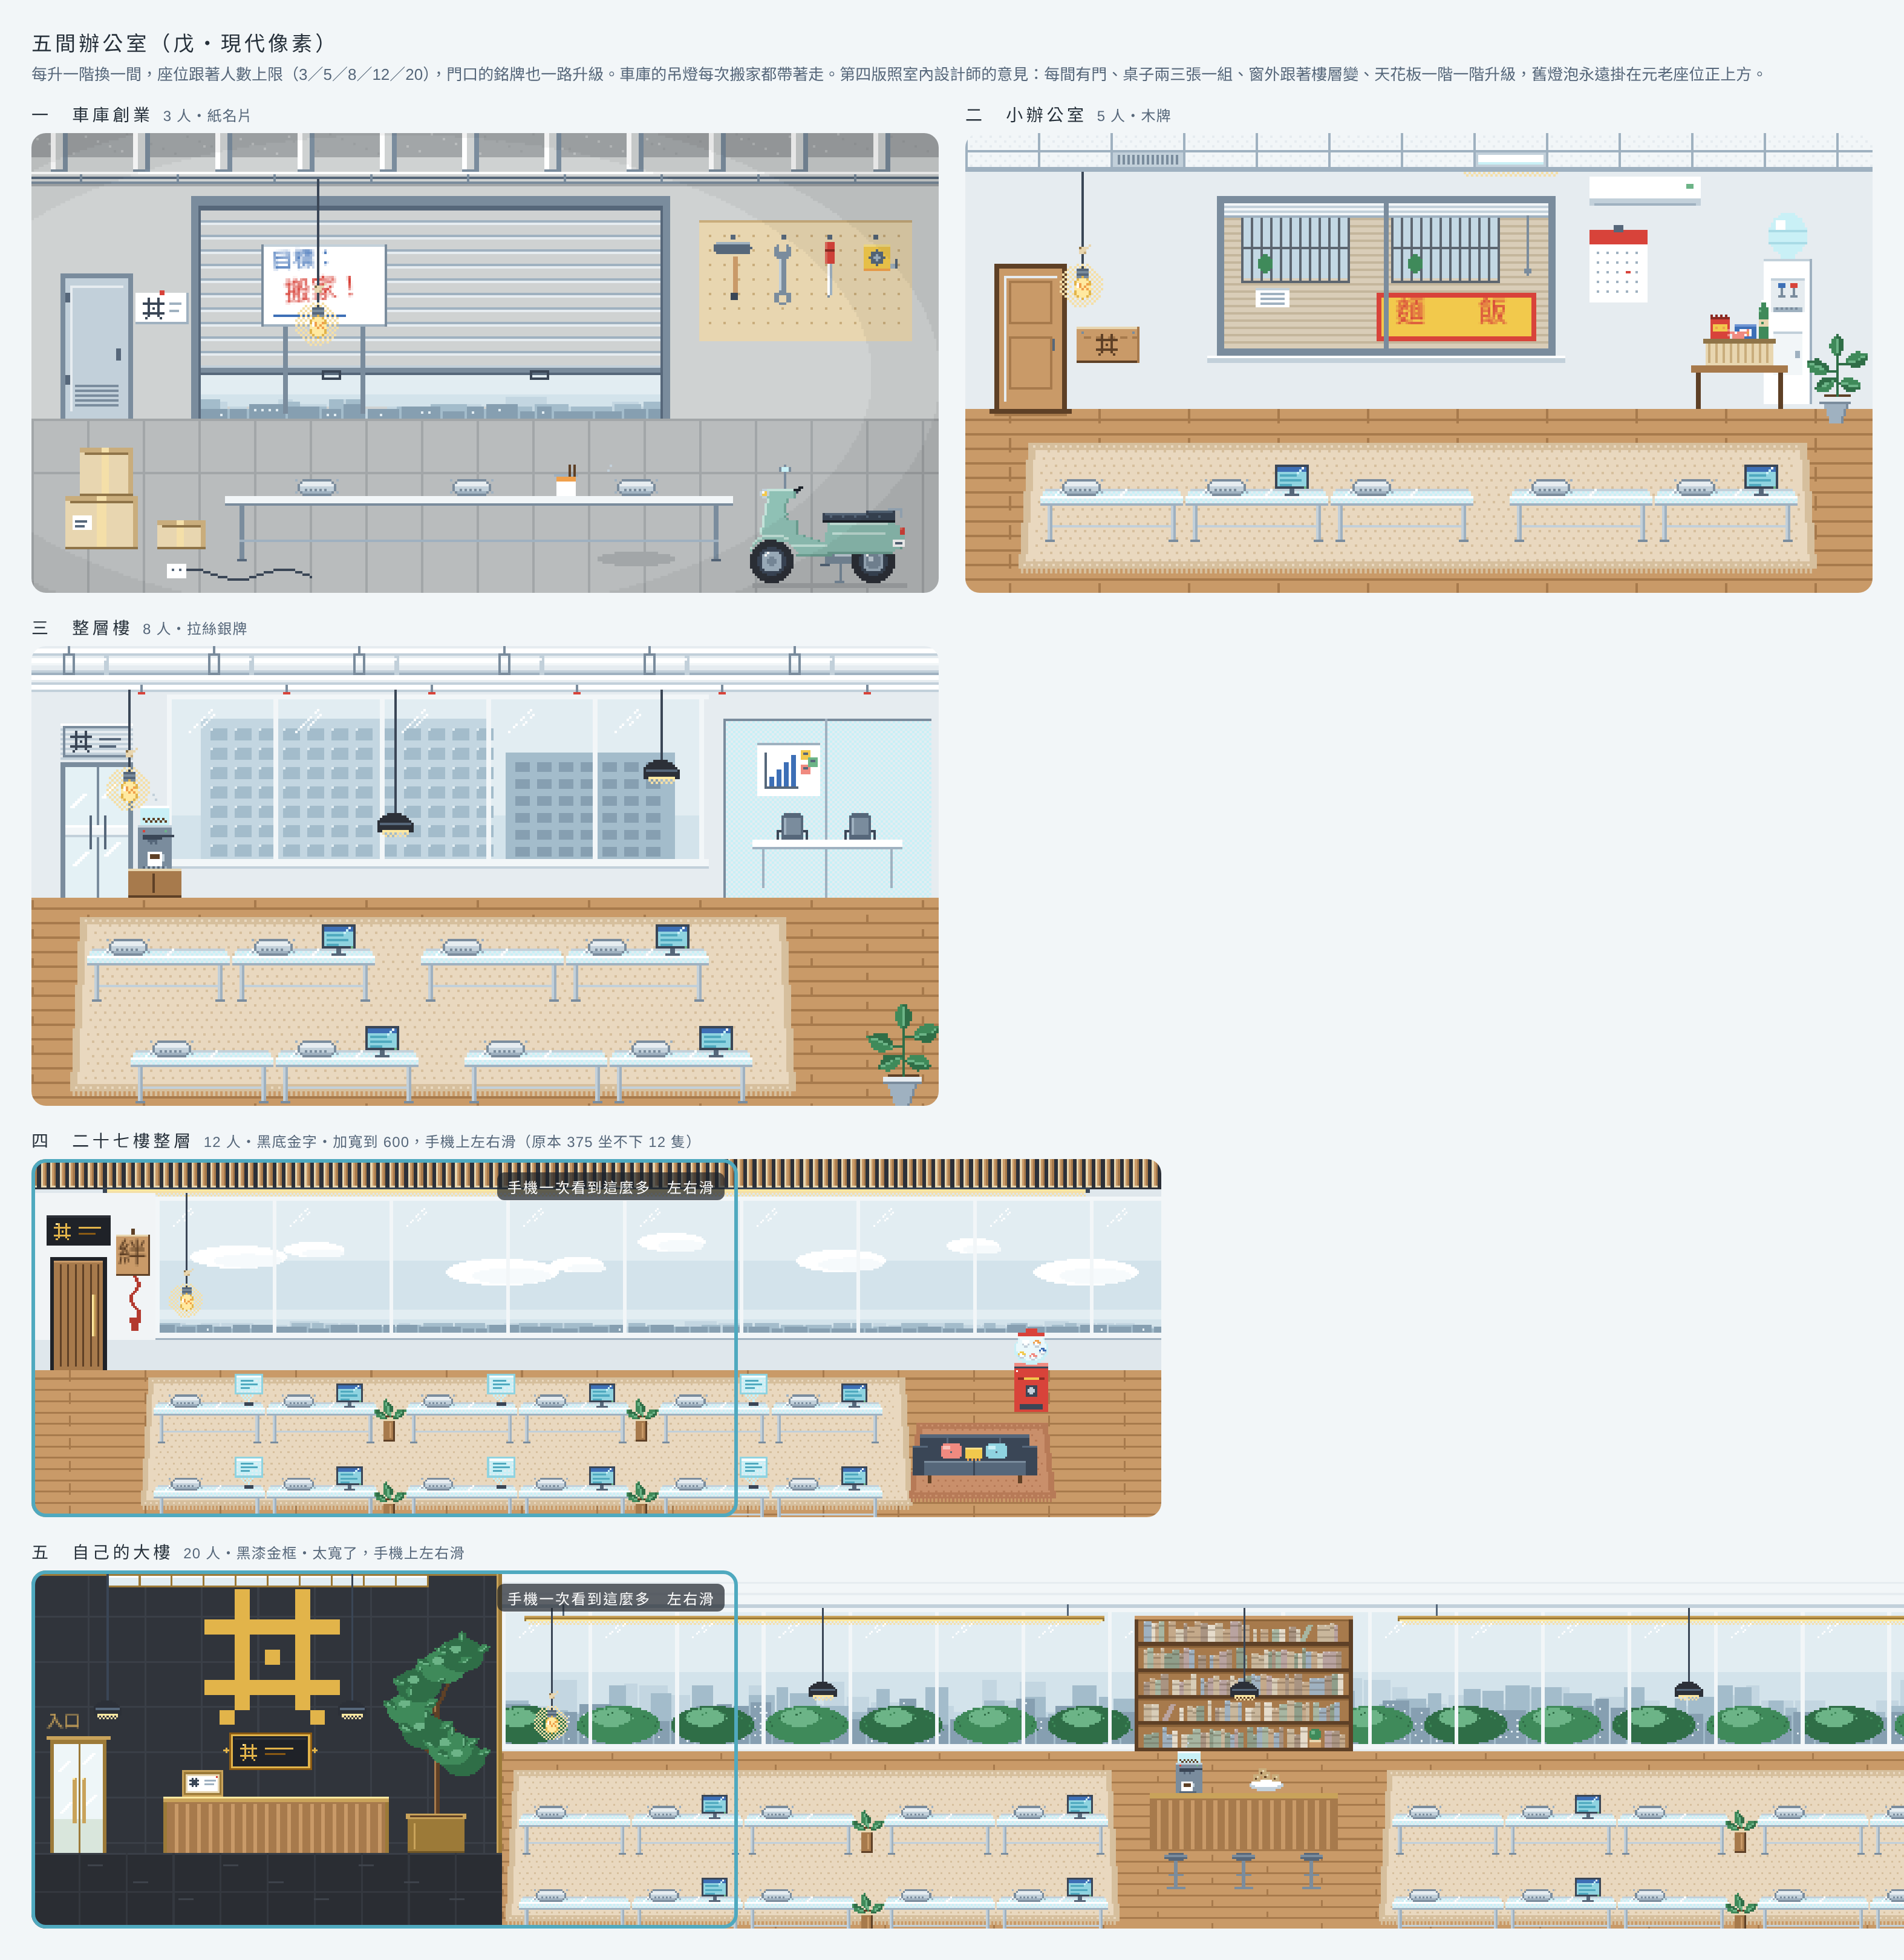 五間辦公室（戊・現代像素）
每升一階換一間，座位跟著人數上限（3／5／8／12／20），門口的銘牌也一路升級。車庫的吊燈每次搬家都帶著走。第四版照室內設計師的意見：每間有門、桌子兩三張一組、窗外跟著樓層變、天花板一階一階升級，舊燈泡永遠掛在元老座位正上方。
一　車庫創業 3 人・紙名片
目標：
搬家！
井
二　小辦公室 5 人・木牌
井
麵 飯
三　整層樓 8 人・拉絲銀牌
井
四　二十七樓整層 12 人・黑底金字・加寬到 600，手機上左右滑（原本 375 坐不下 12 隻）
手機一次看到這麼多　左右滑
井
絆
五　自己的大樓 20 人・黑漆金框・太寬了，手機上左右滑
手機一次看到這麼多　左右滑
入口
井
井